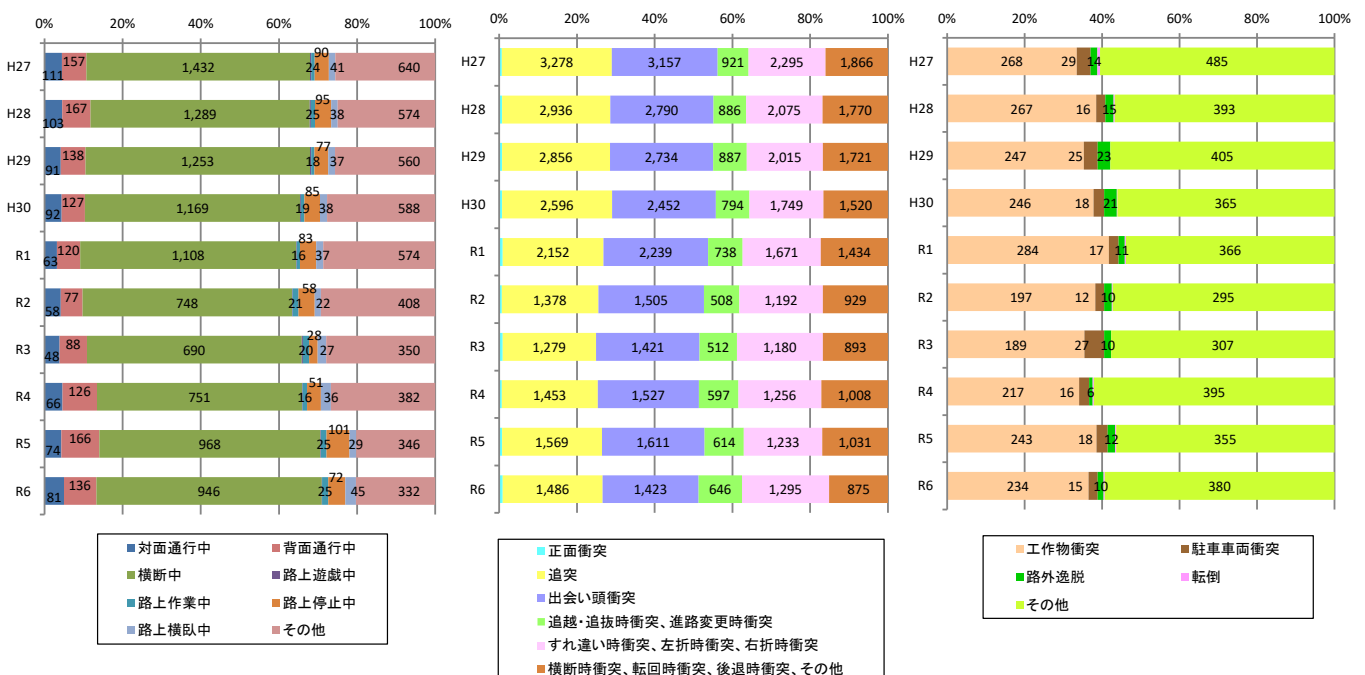 0% 20% 40% 60% 80% 100%
H27 111 157 1,432 24 90 41 640
H28 103 167 1,289 25 95 38 574
H29 91 138 1,253 18 77 37 560
H30 92 127 1,169 19 85 38 588
R1 63 120 1,108 16 83 37 574
R2 58 77 748 21 58 22 408
R3 48 88 690 20 28 27 350
R4 66 126 751 16 51 36 382
R5 74 166 968 25 101 29 346
R6 81 136 946 25 72 45 332
対面通行中 背面通行中
横断中 路上遊戯中
路上作業中 路上停止中
路上横臥中 その他
0% 20% 40% 60% 80% 100%
H27 3,278 3,157 921 2,295 1,866
H28 2,936 2,790 886 2,075 1,770
H29 2,856 2,734 887 2,015 1,721
H30 2,596 2,452 794 1,749 1,520
R1 2,152 2,239 738 1,671 1,434
R2 1,378 1,505 508 1,192 929
R3 1,279 1,421 512 1,180 893
R4 1,453 1,527 597 1,256 1,008
R5 1,569 1,611 614 1,233 1,031
R6 1,486 1,423 646 1,295 875
正面衝突
追突
出会い頭衝突
追越・追抜時衝突、進路変更時衝突
すれ違い時衝突、左折時衝突、右折時衝突
横断時衝突、転回時衝突、後退時衝突、その他
0% 20% 40% 60% 80% 100%
H27 268 29 14 485
H28 267 16 15 393
H29 247 25 23 405
H30 246 18 21 365
R1 284 17 11 366
R2 197 12 10 295
R3 189 27 10 307
R4 217 16 6 395
R5 243 18 12 355
R6 234 15 10 380
工作物衝突 駐車車両衝突
路外逸脱 転倒
その他